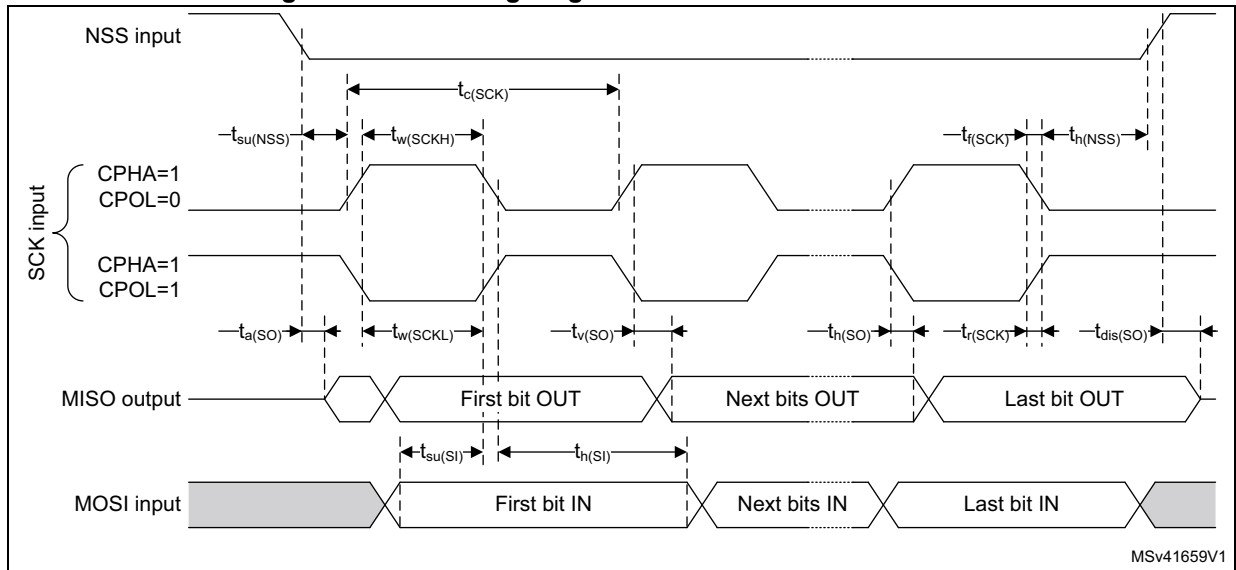 NSS input
tc(SCK)
tsu(NSS)
tw(SCKH)
tf(SCK)
th(NSS)
SCK input
CPHA=1
CPOL=0
CPHA=1
CPOL=1
ta(SO)
tw(SCKL)
tv(SO)
th(SO)
tr(SCK)
tdis(SO)
MISO output
First bit OUT
Next bits OUT
Last bit OUT
tsu(SI)
th(SI)
MOSI input
First bit IN
Next bits IN
Last bit IN
MSv41659V1